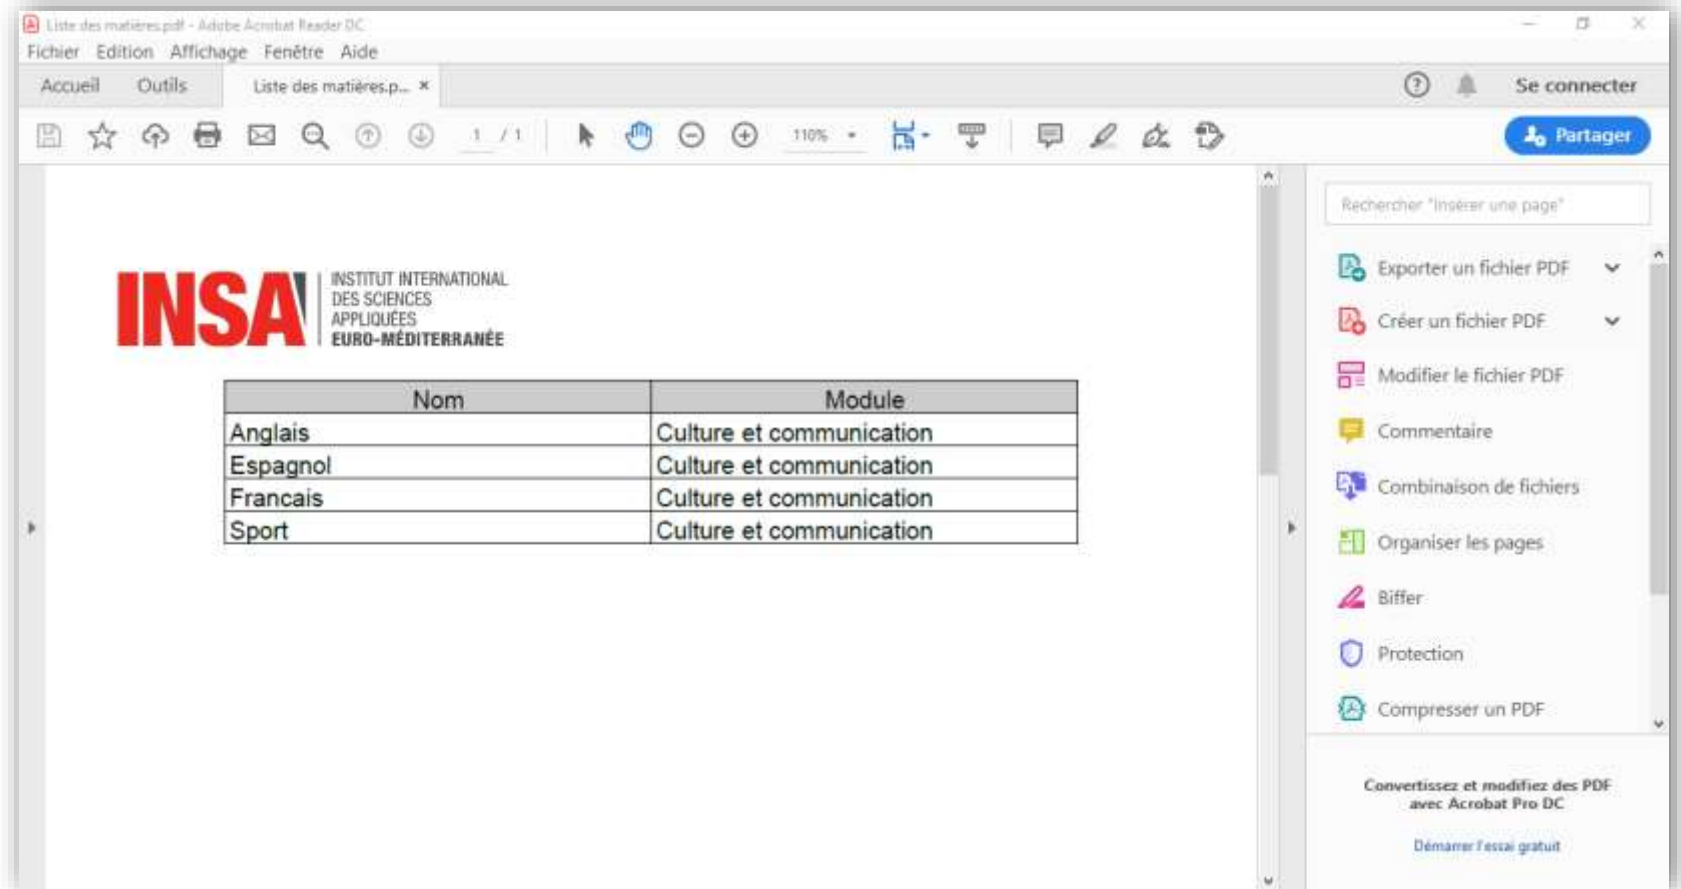 Liste des matières.pdf - Adobe Acrobat Reader DC
Fichier Edition Affichage Fenêtre Aide
Accueil Outils Liste des matières.p... × Se connecter
1 / 1 110% Partager
Rechercher "Insérer une page"
INSA INSTITUT INTERNATIONAL
DES SCIENCES
APPLIQUÉES
EURO-MÉDITERRANÉE
Nom Module
Anglais Culture et communication
Espagnol Culture et communication
Francais Culture et communication
Sport Culture et communication
Exporter un fichier PDF
Créer un fichier PDF
Modifier le fichier PDF
Commentaire
Combinaison de fichiers
Organiser les pages
Biffer
Protection
Compresser un PDF
Convertissez et modifiez des PDF
avec Acrobat Pro DC
Démarrer l'essai gratuit